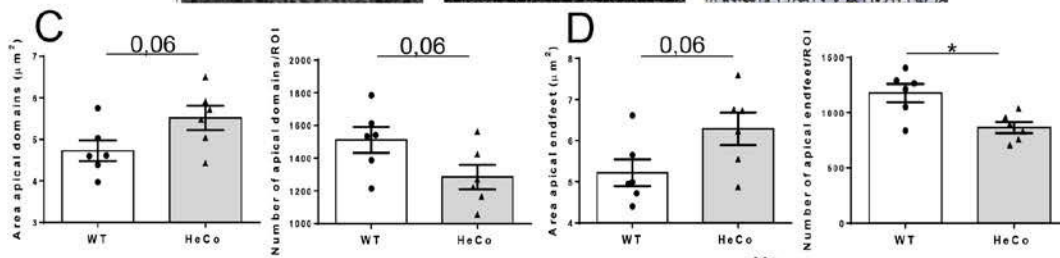 C
0,06
Area apical domains (μm²)
7
6
5
4
3
WT
HeCo
0,06
Number of apical domains/ROI
2000
1800
1600
1400
1200
1000
WT
HeCo
D
0,06
Area apical endfeet (μm²)
8
7
6
5
4
WT
HeCo
*
Number of apical endfeet/ROI
1500
1000
500
0
WT
HeCo